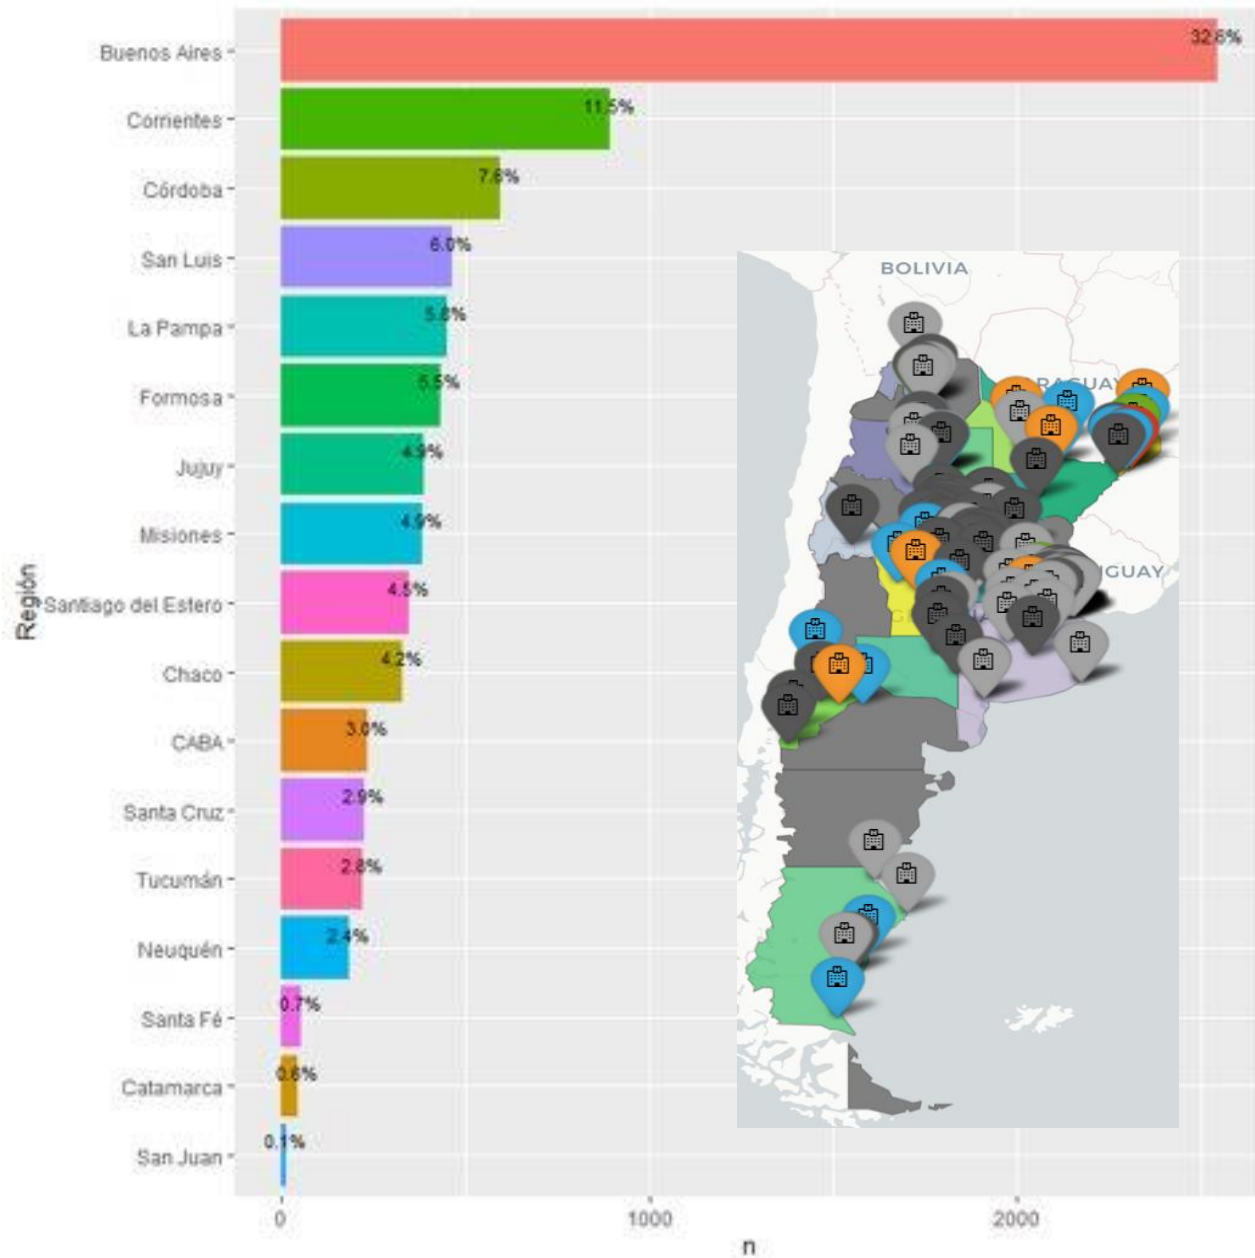 Buenos Aires 32.6%
Corrientes 11.5%
Córdoba 7.6%
San Luis 6.0%
La Pampa 5.8%
Formosa 5.5%
Jujuy 4.9%
Misiones 4.9%
Santiago del Estero 4.5%
Chaco 4.2%
CABA 3.0%
Santa Cruz 2.9%
Tucumán 2.8%
Neuquén 2.4%
Santa Fé 0.7%
Catamarca 0.6%
San Juan 0.1%
Región
0 1000 2000
n
BOLIVIA
RAGUAY
GUAY